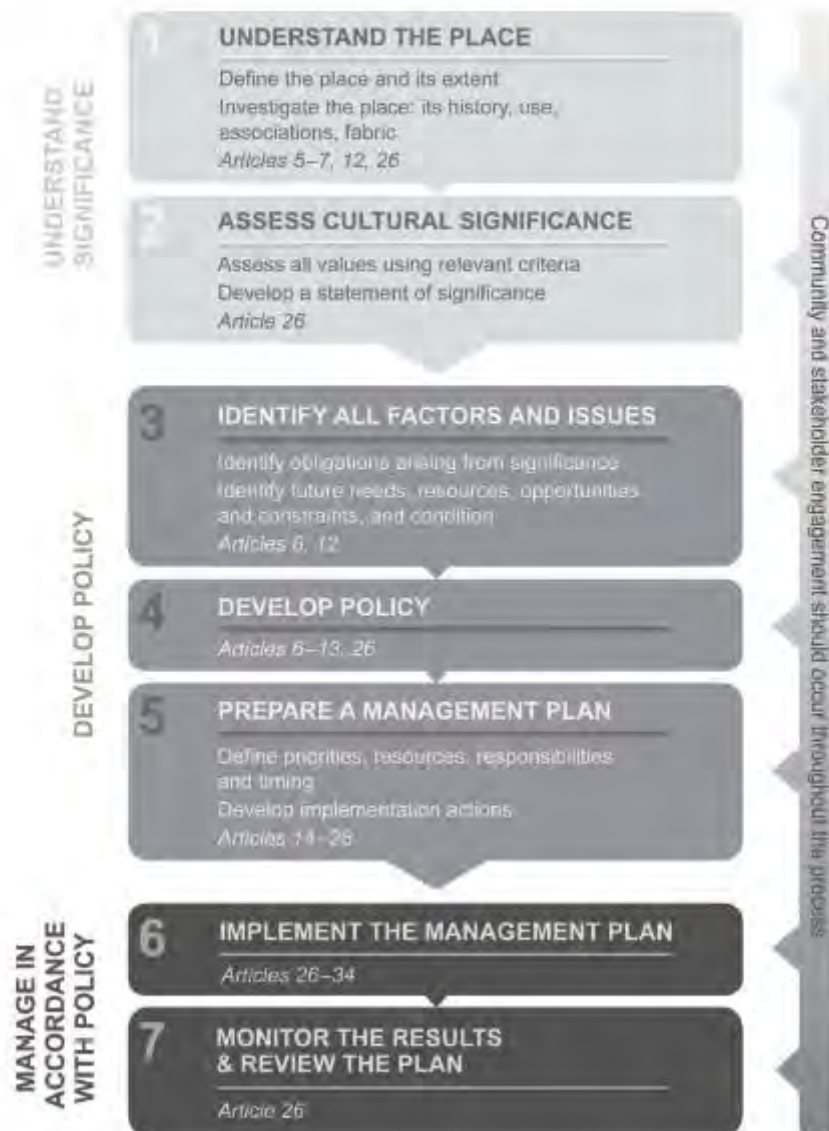 UNDERSTAND
SIGNIFICANCE
1
UNDERSTAND THE PLACE
Define the place and its extent
Investigate the place: its history, use,
associations, fabric
Articles 5–7, 12, 26
2
ASSESS CULTURAL SIGNIFICANCE
Assess all values using relevant criteria
Develop a statement of significance
Article 26
DEVELOP POLICY
3
IDENTIFY ALL FACTORS AND ISSUES
Identify obligations arising from significance
Identify future needs, resources, opportunities
and constraints, and condition
Articles 6, 12
4
DEVELOP POLICY
Articles 6–13, 26
5
PREPARE A MANAGEMENT PLAN
Define priorities, resources, responsibilities
and timing
Develop implementation actions
Articles 14–28
MANAGE IN
ACCORDANCE
WITH POLICY
6
IMPLEMENT THE MANAGEMENT PLAN
Articles 26–34
7
MONITOR THE RESULTS
& REVIEW THE PLAN
Article 26
Community and stakeholder engagement should occur throughout the process